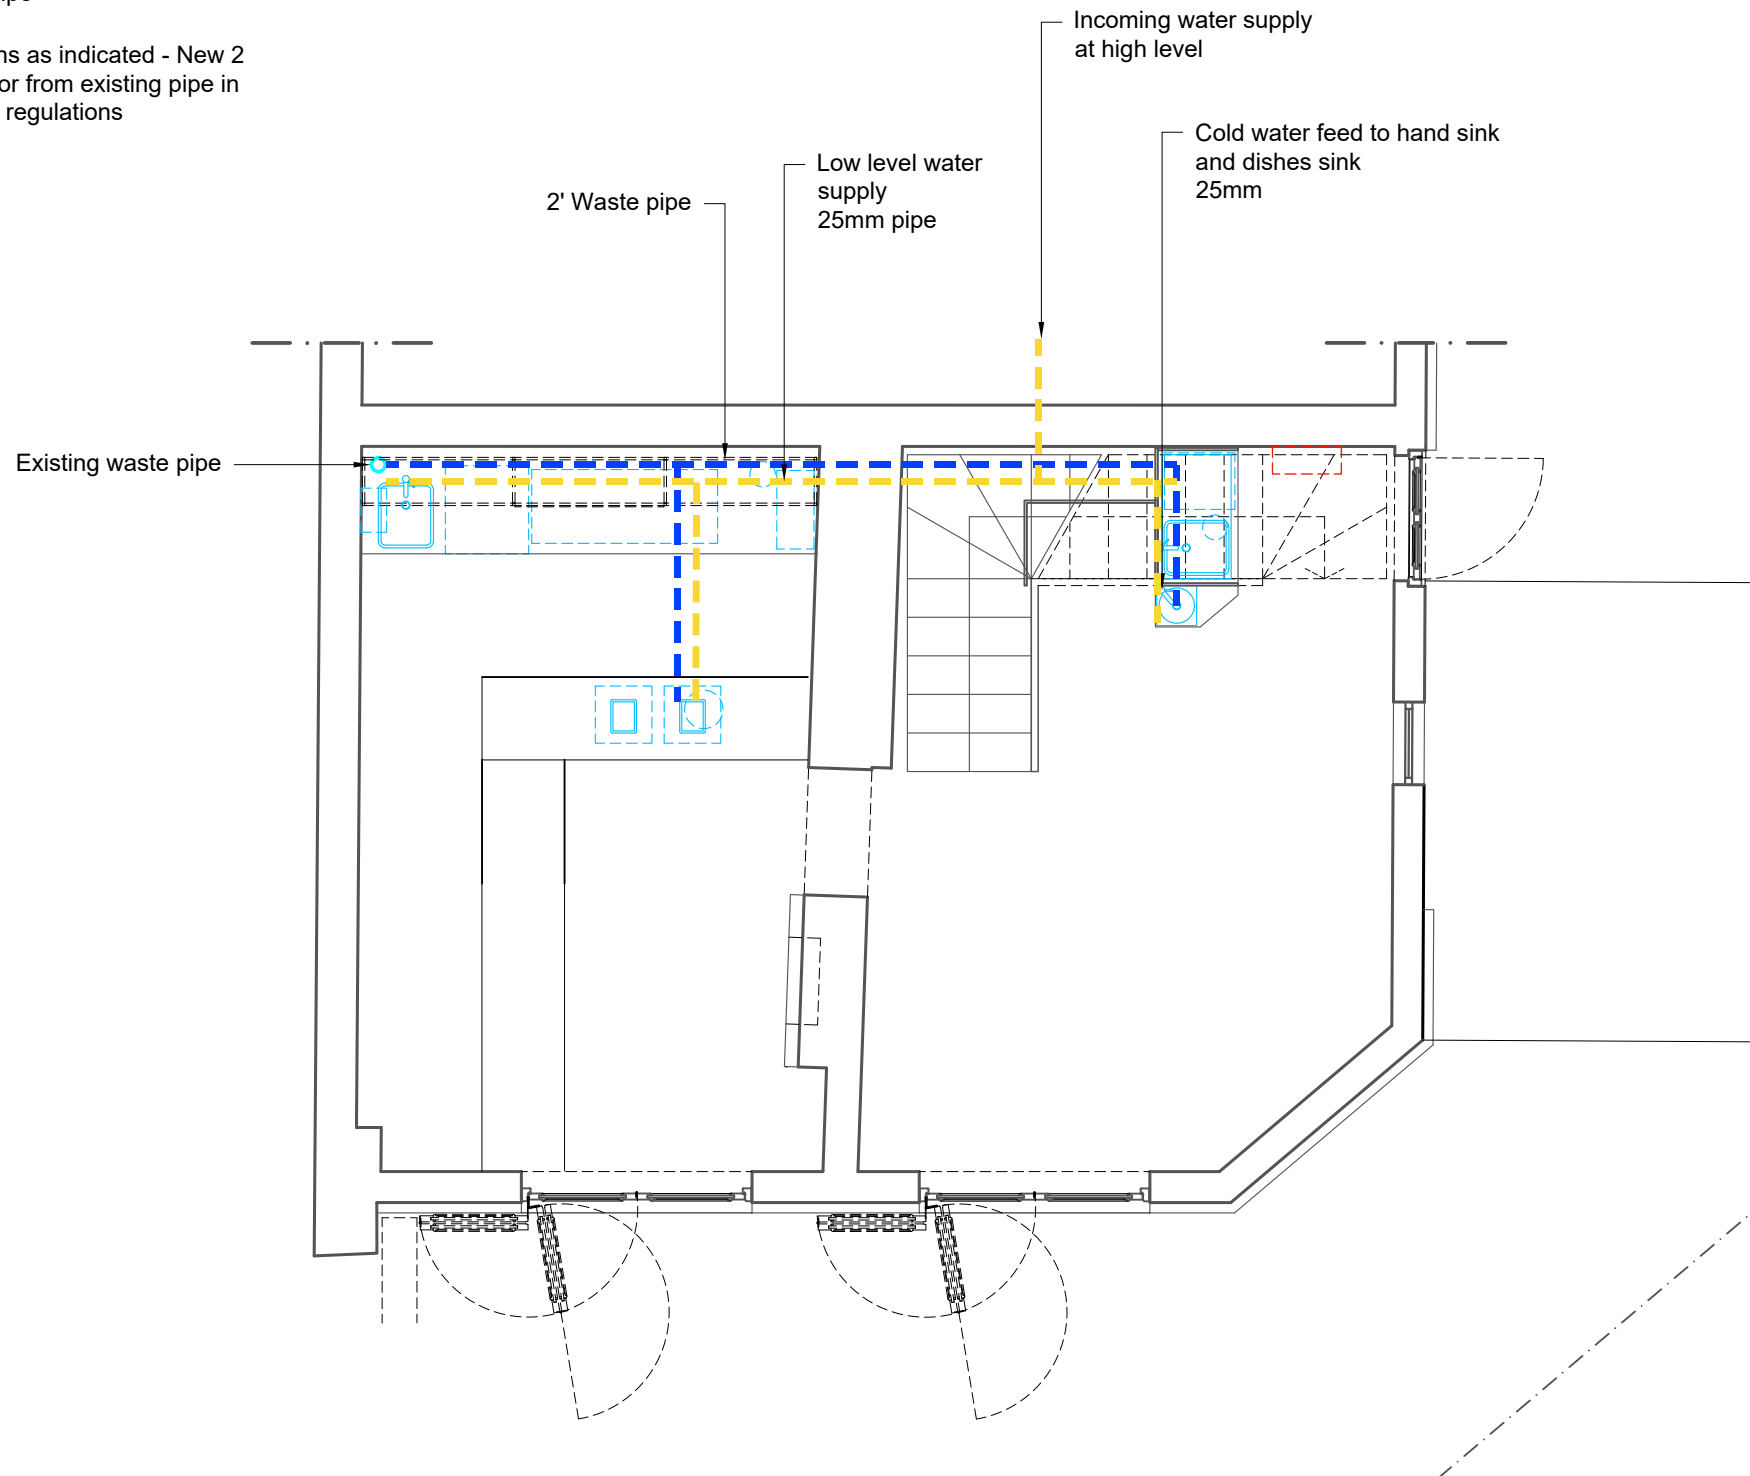 as indicated - New 2
or from existing pipe in
regulations
Incoming water supply
at high level
Cold water feed to hand sink
and dishes sink
25mm
Low level water
supply
25mm pipe
2' Waste pipe
Existing waste pipe